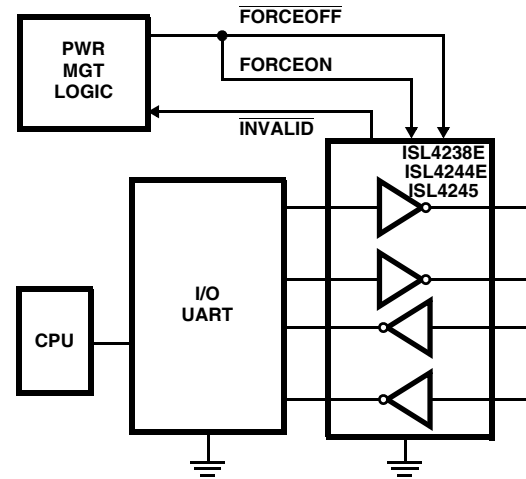 FORCEOFF
PWR
MGT
LOGIC
FORCEON
INVALID
ISL4238E
ISL4244E
ISL4245
I/O
UART
CPU